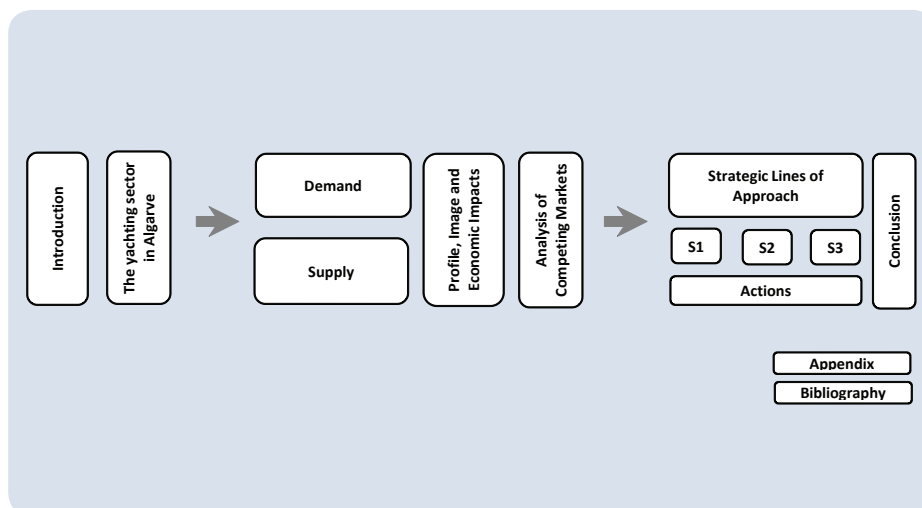 Introduction
The yachting sector
in Algarve
Demand
Supply
Profile, Image and
Economic Impacts
Analysis of
Competing Markets
Strategic Lines of
Approach
S1
S2
S3
Actions
Conclusion
Appendix
Bibliography